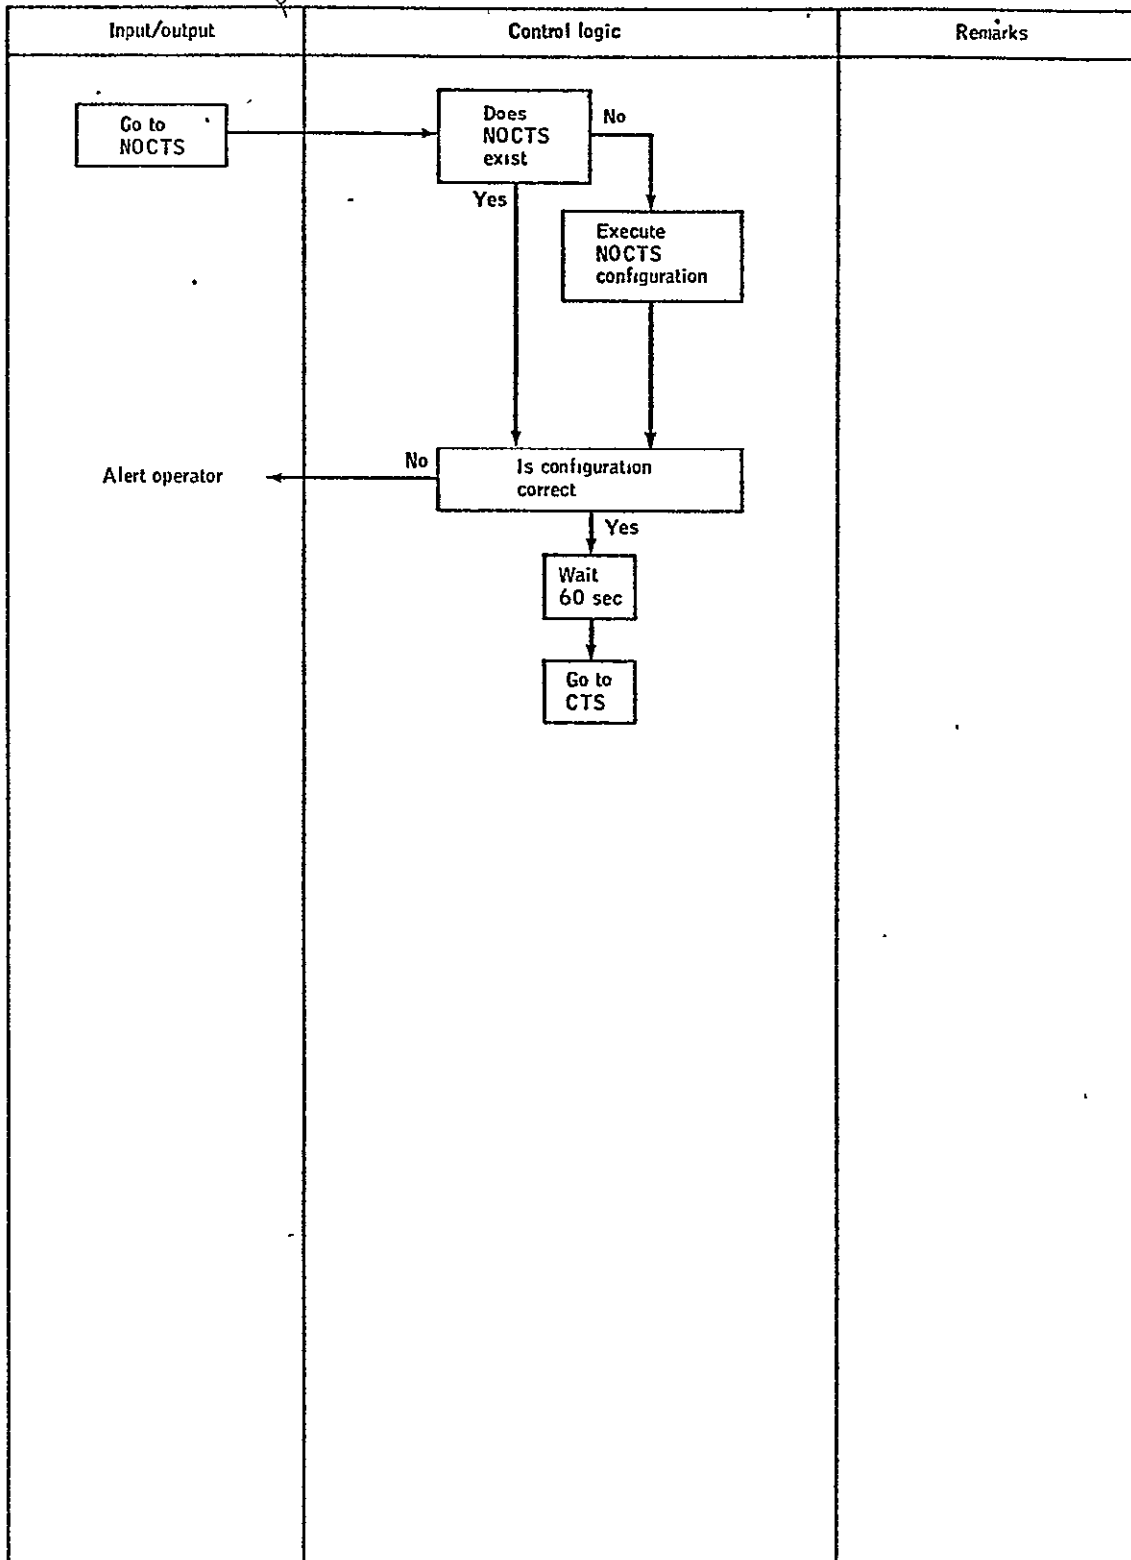 Input/output
Control logic
Remarks
Go to
NOCTS
Does
NOCTS
exist
No
Yes
Execute
NOCTS
configuration
Alert operator
No
Is configuration
correct
Yes
Wait
60 sec
Go to
CTS